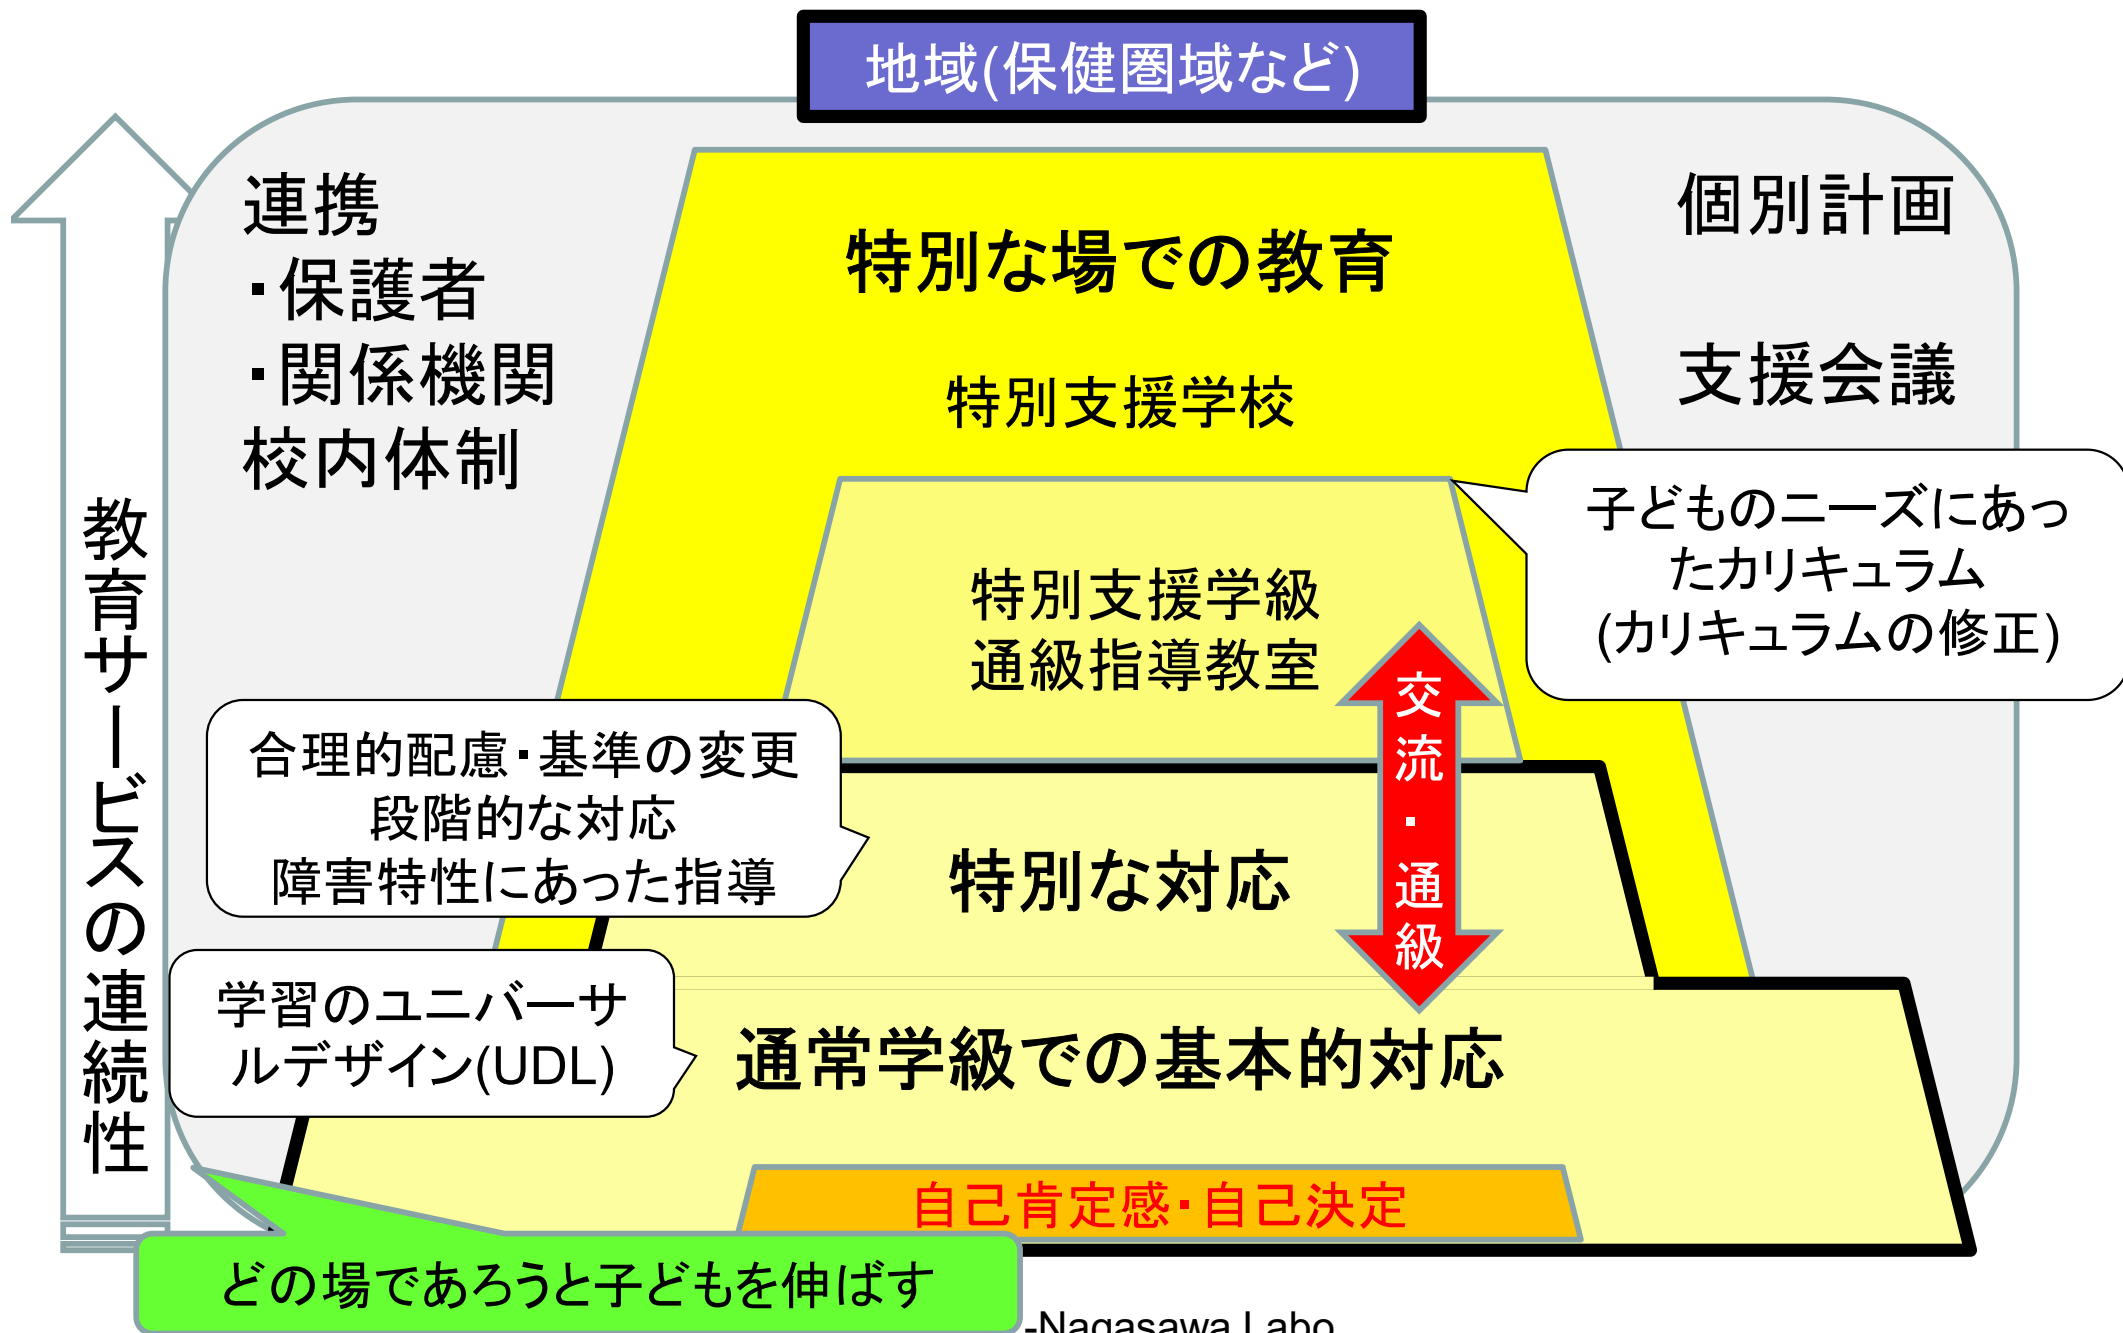 地域(保健圏域など)
連携
・保護者
・関係機関
校内体制
個別計画
支援会議
特別な場での教育
特別支援学校
特別支援学級
通級指導教室
子どものニーズにあっ
たカリキュラム
(カリキュラムの修正)
交流・通級
合理的配慮・基準の変更
段階的な対応
障害特性にあった指導
特別な対応
学習のユニバーサ
ルデザイン(UDL)
通常学級での基本的対応
自己肯定感・自己決定
教育サービスの連続性
どの場であろうと子どもを伸ばす
-Nagasawa Labo